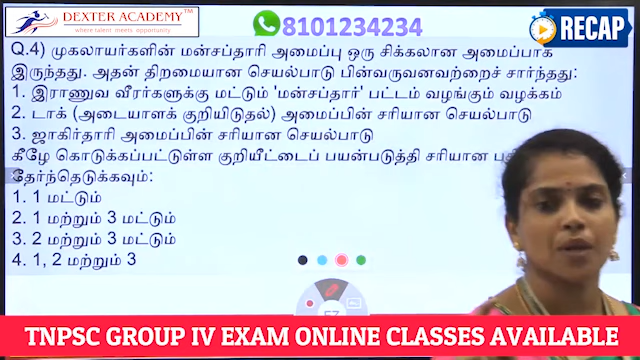 DEXTER ACADEMY™
where talent meets opportunity
8101234234
RECAP
Q.4) முகலாயர்களின் மன்சப்தாரி அமைப்பு ஒரு சிக்கலான அமைப்பாக
இருந்தது. அதன் திறமையான செயல்பாடு பின்வருவனவற்றைச் சார்ந்தது:
1. இராணுவ வீரர்களுக்கு மட்டும் 'மன்சப்தார்' பட்டம் வழங்கும் வழக்கம்
2. டாக் (அடையாளக் குறியிடுதல்) அமைப்பின் சரியான செயல்பாடு
3. ஜாகிர்தாரி அமைப்பின் சரியான செயல்பாடு
கீழே கொடுக்கப்பட்டுள்ள குறியீட்டைப் பயன்படுத்தி சரியான
தேர்ந்தெடுக்கவும்:
1. 1 மட்டும்
2. 1 மற்றும் 3 மட்டும்
3. 2 மற்றும் 3 மட்டும்
4. 1, 2 மற்றும் 3
TNPSC GROUP IV EXAM ONLINE CLASSES AVAILABLE